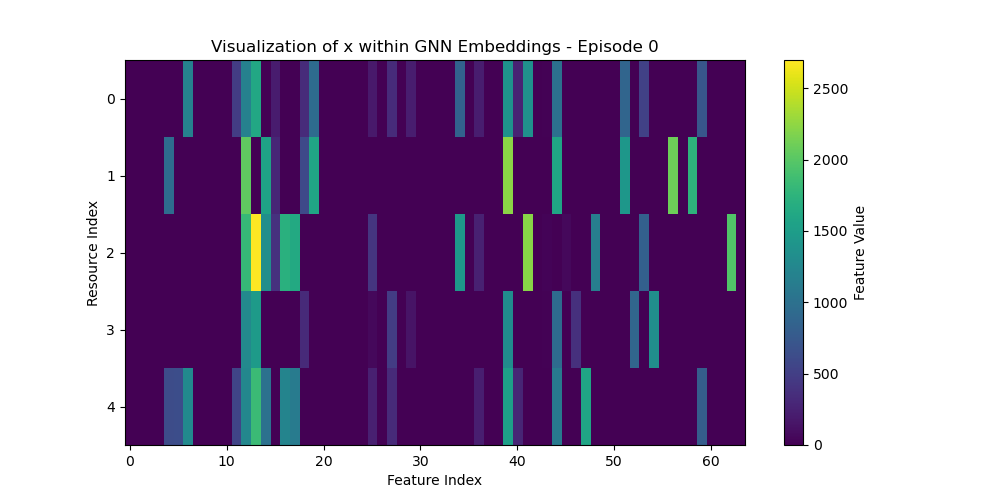 Visualization of x within GNN Embeddings - Episode 0
Resource Index
0
1
2
3
4
0 10 20 30 40 50 60
Feature Index
2500
2000
1500
1000
500
0
Feature Value